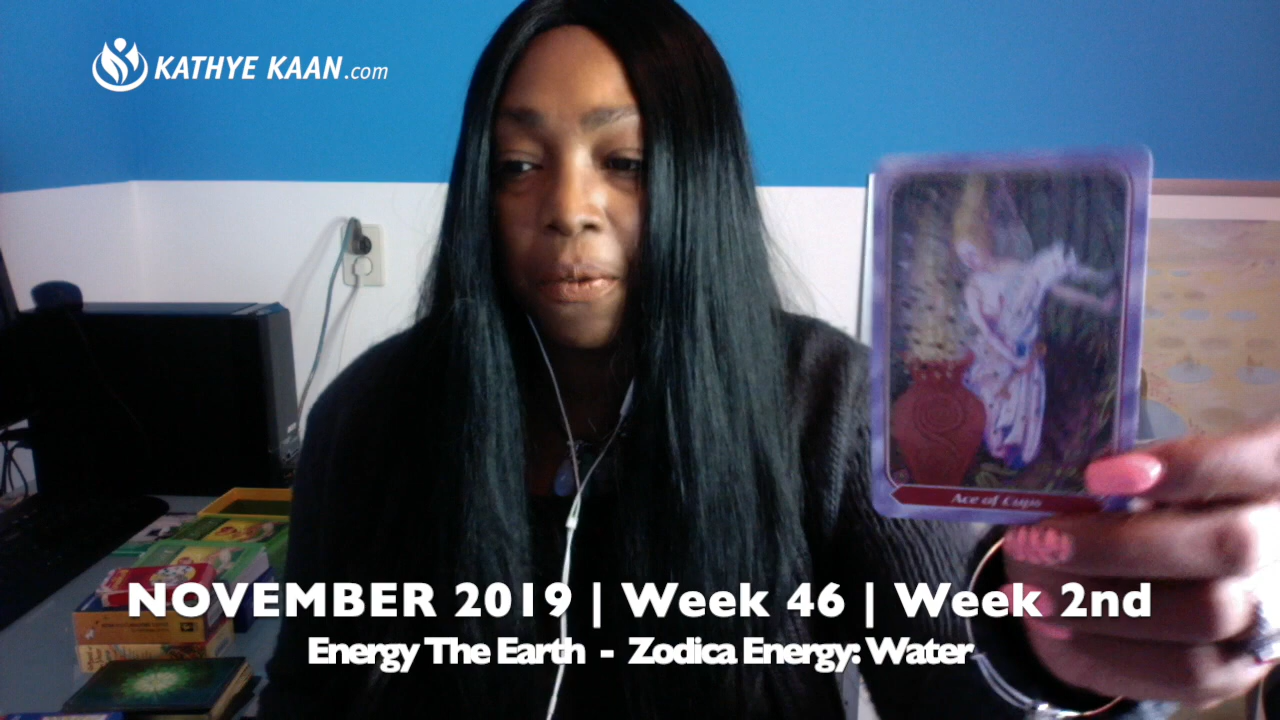 KATHYE KAAN.com
Ace of Cups
NOVEMBER 2019 | Week 46 | Week 2nd
Energy The Earth - Zodica Energy: Water